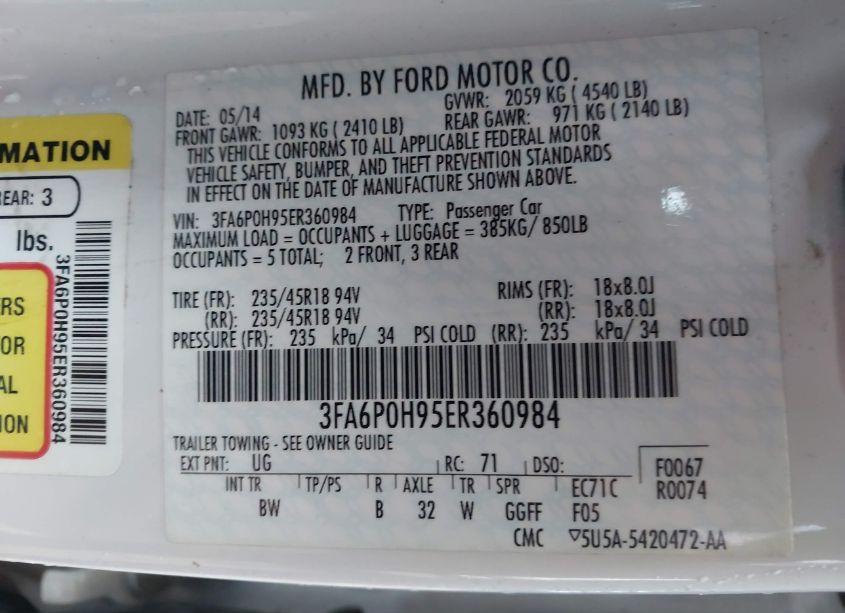 MATION
REAR: 3
lbs.
3FA6P0H95ER360984
ERS
OR
AL
ION
MFD. BY FORD MOTOR CO.
DATE: 05/14 GVWR: 2059 KG ( 4540 LB)
FRONT GAWR: 1093 KG ( 2410 LB) REAR GAWR: 971 KG ( 2140 LB)
THIS VEHICLE CONFORMS TO ALL APPLICABLE FEDERAL MOTOR
VEHICLE SAFETY, BUMPER, AND THEFT PREVENTION STANDARDS
IN EFFECT ON THE DATE OF MANUFACTURE SHOWN ABOVE.
VIN: 3FA6P0H95ER360984 TYPE: Passenger Car
MAXIMUM LOAD = OCCUPANTS + LUGGAGE = 385KG/ 850LB
OCCUPANTS = 5 TOTAL; 2 FRONT, 3 REAR
TIRE (FR): 235/45R18 94V RIMS (FR): 18x8.0J
(RR): 235/45R18 94V (RR): 18x8.0J
PRESSURE (FR): 235 kPa/ 34 PSI COLD (RR): 235 kPa/ 34 PSI COLD
3FA6P0H95ER360984
TRAILER TOWING - SEE OWNER GUIDE
EXT PNT: UG RC: 71 DSO: F0067
INT TR TP/PS R AXLE TR SPR EC71C R0074
BW B 32 W GGFF F05
CMC ▽5U5A-5420472-AA